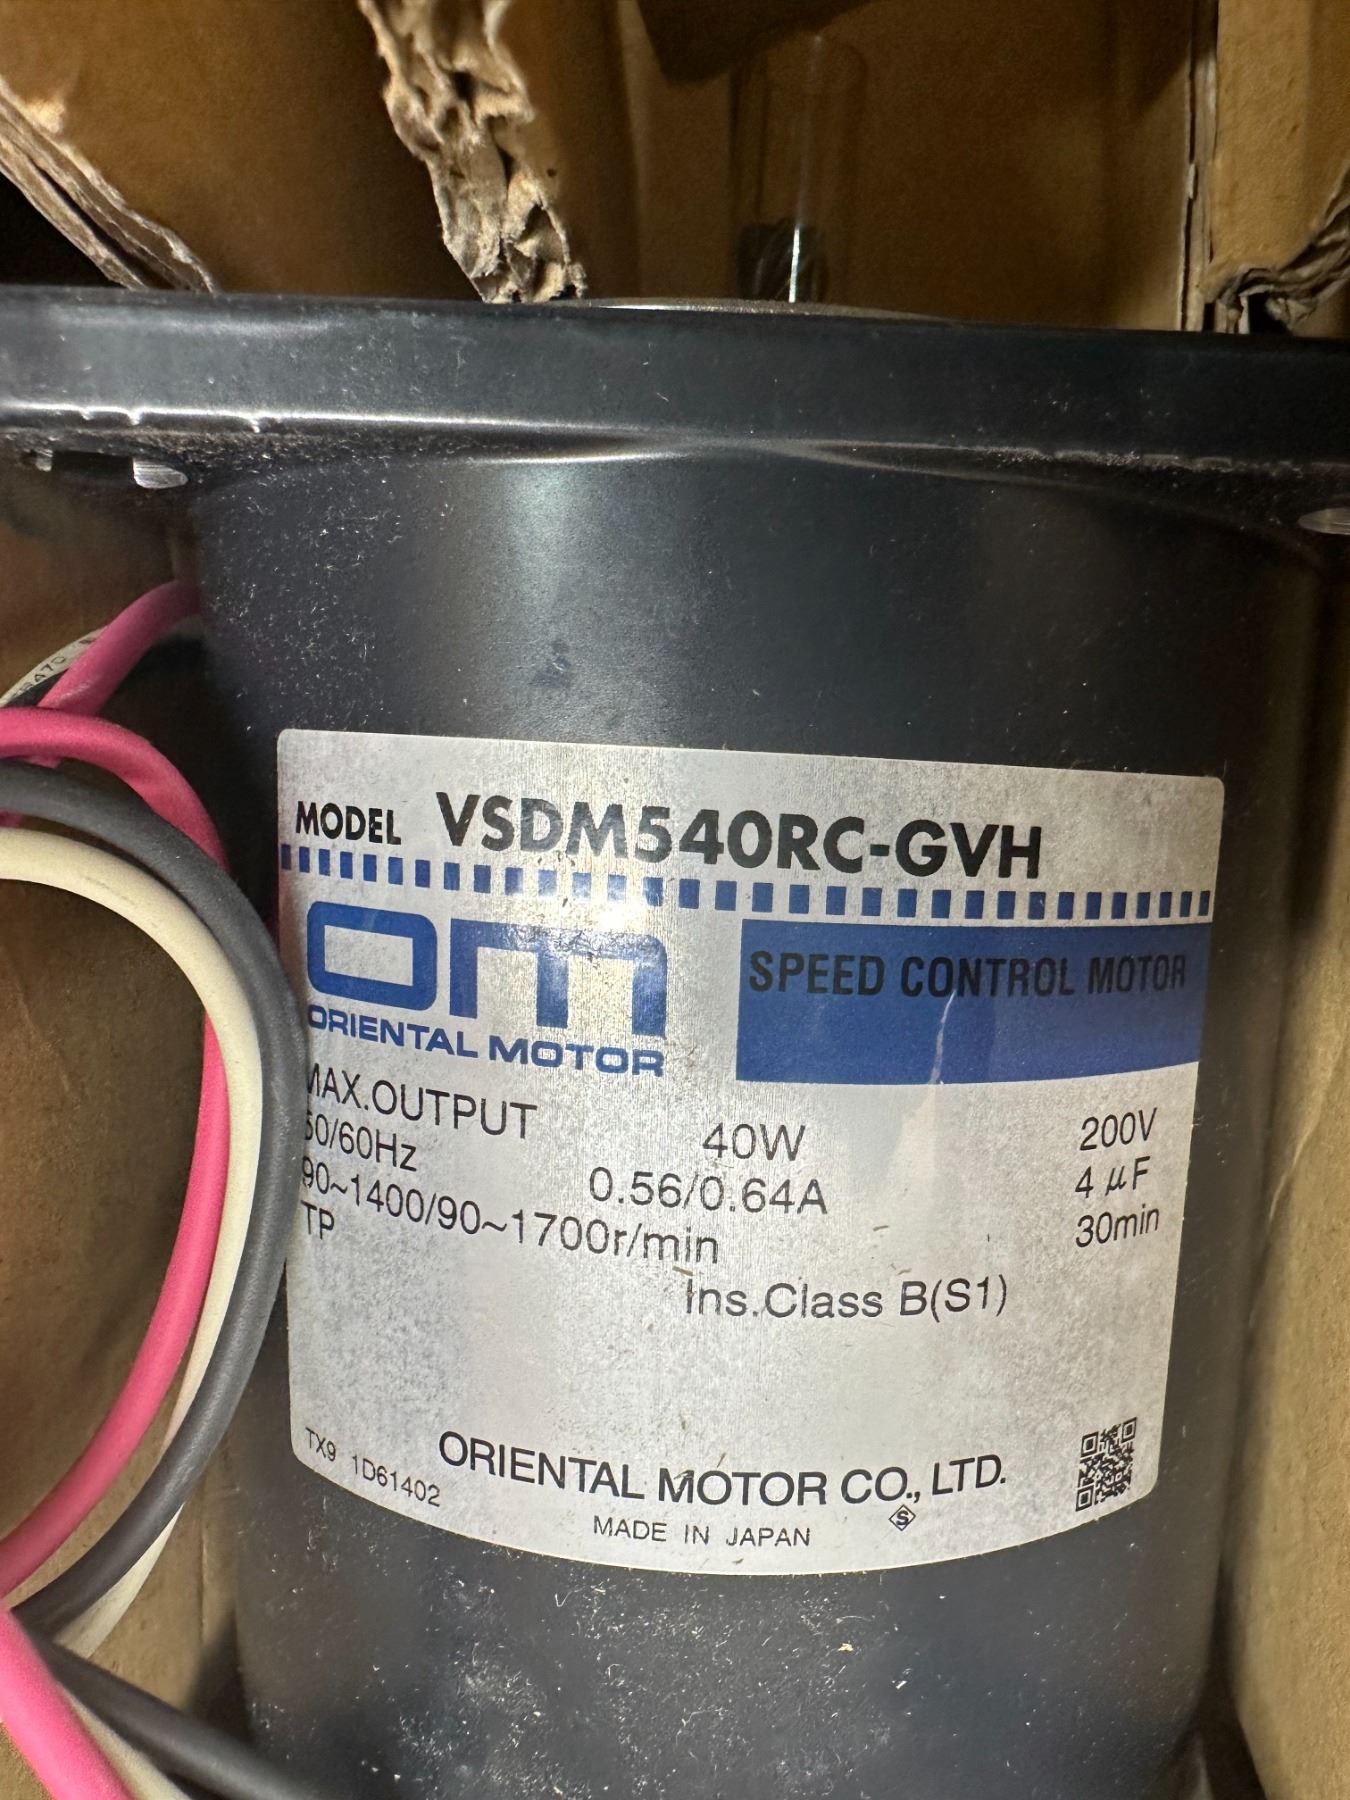 MODEL VSDM540RC-GVH
om
ORIENTAL MOTOR
SPEED CONTROL MOTOR
MAX.OUTPUT 40W 200V
50/60Hz 0.56/0.64A 4 μF
90~1400/90~1700r/min 30min
TP Ins.Class B(S1)
TX9 1D61402
ORIENTAL MOTOR CO., LTD.
S
MADE IN JAPAN